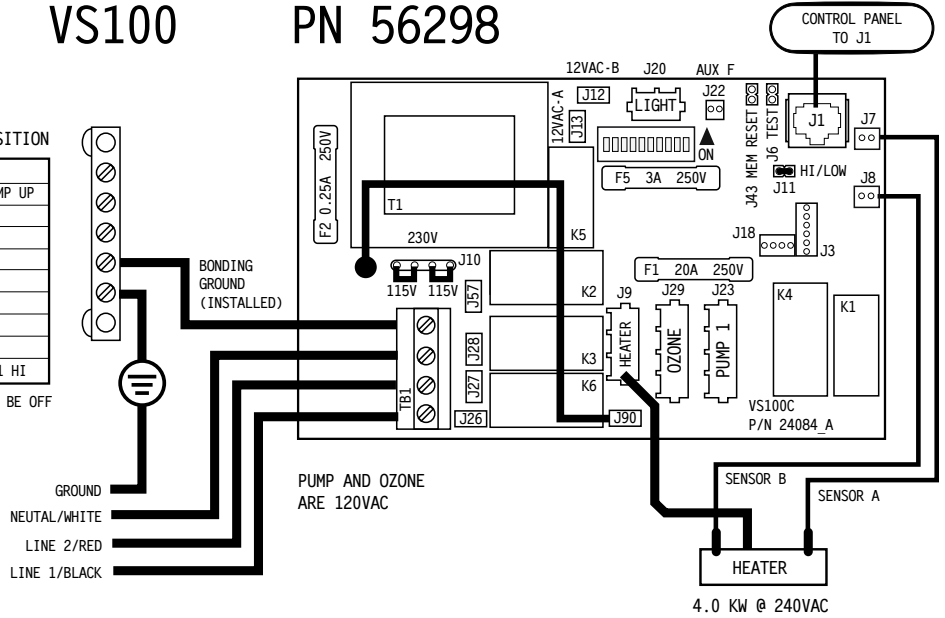 VS100 PN 56298
CONTROL PANEL
TO J1
SITION
MP UP
1 HI
BE OFF
12VAC-B
J20
AUX F
J22
J12
LIGHT
12VAC-A
J13
ON
J43 MEM RESET
J6 TEST
J1
J7
HI/LOW
J11
J8
F2 0.25A 250V
T1
230V
K5
F5 3A 250V
J18
J3
J10
115V 115V
J57
K2
F1 20A 250V
J9
J29
J23
HEATER
OZONE
PUMP 1
K4
K1
J28
K3
J27
K6
TB1
J26
J90
VS100C
P/N 24084_A
BONDING
GROUND
(INSTALLED)
PUMP AND OZONE
ARE 120VAC
GROUND
NEUTAL/WHITE
LINE 2/RED
LINE 1/BLACK
SENSOR B
SENSOR A
HEATER
4.0 KW @ 240VAC